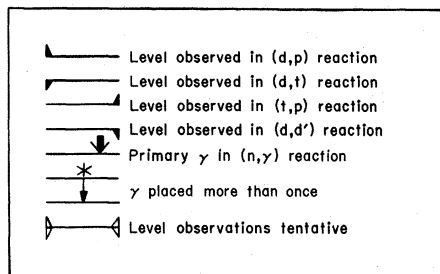 Level observed in (d,p) reaction
Level observed in (d,t) reaction
Level observed in (t,p) reaction
Level observed in (d,d′) reaction
Primary γ in (n,γ) reaction
γ placed more than once
Level observations tentative